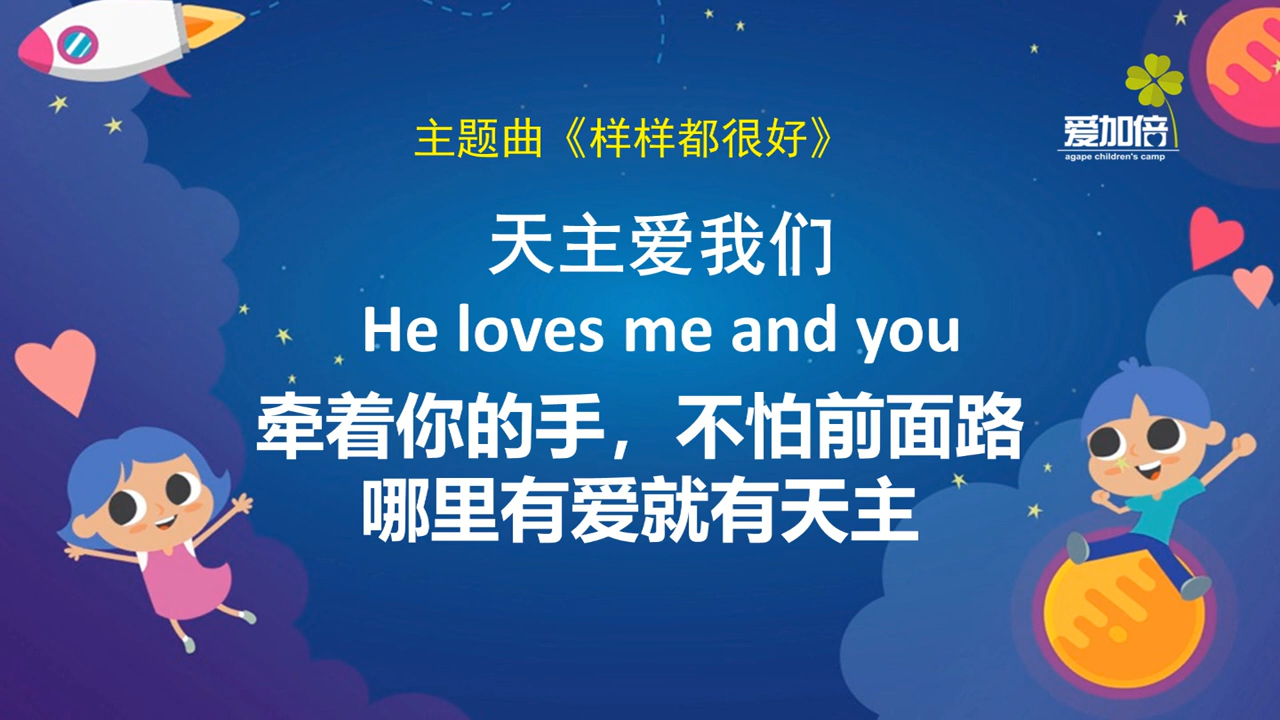 爱加倍
agape children's camp
主题曲《样样都很好》
天主爱我们
He loves me and you
牵着你的手，不怕前面路
哪里有爱就有天主